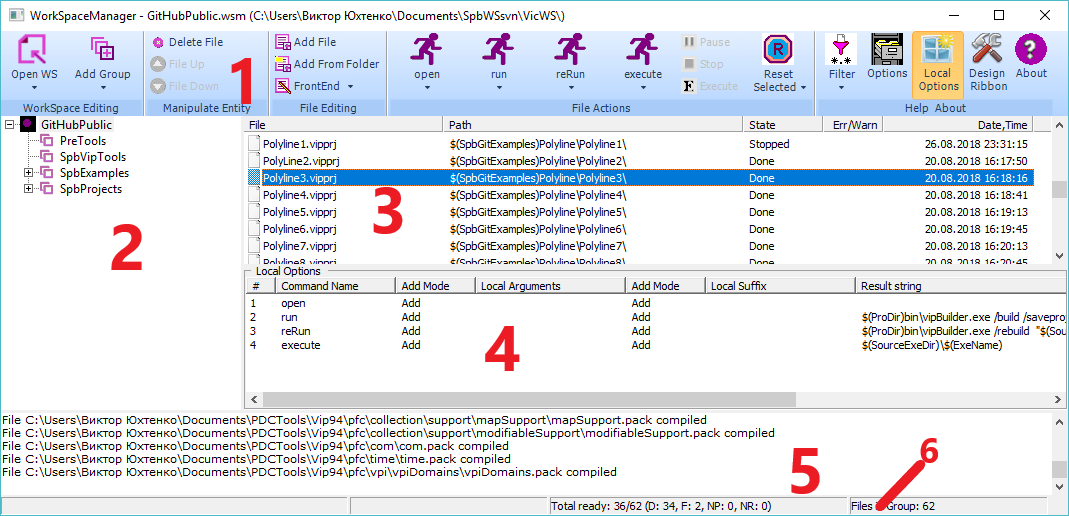 WorkSpaceManager - GitHubPublic.wsm (C:\Users\Виктор Юхтенко\Documents\SpbWSsvn\VicWS\)
Open WS
Add Group
WorkSpace Editing
Delete File
File Up
File Down
Manipulate Entity
1
Add File
Add From Folder
FrontEnd
File Editing
open
run
reRun
execute
Pause
Stop
Execute
R
Reset
Selected
File Actions
Filter
Options
Local
Options
Design
Ribbon
About
Help About
GitHubPublic
PreTools
SpbVipTools
SpbExamples
SpbProjects
2
File Path State Err/Warn Date,Time
Polyline1.vipprj $(SpbGitExamples)Polyline\Polyline1\ Stopped 26.08.2018 23:31:15
PolyLine2.vipprj $(SpbGitExamples)Polyline\Polyline2\ Done 20.08.2018 16:17:50
Polyline3.vipprj $(SpbGitExamples)Polyline\Polyline3\ Done 20.08.2018 16:18:16
Polyline4.vipprj $(SpbGitExamples)Polyline\Polyline4\ Done 20.08.2018 16:18:41
Polyline5.vipprj $(SpbGitExamples)Polyline\Polyline5\ Done 20.08.2018 16:19:13
Polyline6.vipprj $(SpbGitExamples)Polyline\Polyline6\ Done 20.08.2018 16:19:45
Polyline7.vipprj $(SpbGitExamples)Polyline\Polyline7\ Done 20.08.2018 16:20:13
Polyline8.vipprj $(SpbGitExamples)Polyline\Polyline8\ Done 20.08.2018 16:20:45
3
Local Options
# Command Name Add Mode Local Arguments Add Mode Local Suffix Result string
1 open Add Add
2 run Add Add $(ProDir)bin\vipBuilder.exe /build /saveproj
3 reRun Add Add $(ProDir)bin\vipBuilder.exe /rebuild "$(Sou
4 execute Add Add $(SourceExeDir)\$(ExeName)
4
File C:\Users\Виктор Юхтенко\Documents\PDCTools\Vip94\pfc\collection\support\mapSupport\mapSupport.pack compiled
File C:\Users\Виктор Юхтенко\Documents\PDCTools\Vip94\pfc\collection\support\modifiableSupport\modifiableSupport.pack compiled
File C:\Users\Виктор Юхтенко\Documents\PDCTools\Vip94\pfc\com\com.pack compiled
File C:\Users\Виктор Юхтенко\Documents\PDCTools\Vip94\pfc\time\time.pack compiled
File C:\Users\Виктор Юхтенко\Documents\PDCTools\Vip94\pfc\vpi\vpiDomains\vpiDomains.pack compiled
5
6
Total ready: 36/62 (D: 34, F: 2, NP: 0, NR: 0)
Files Group: 62